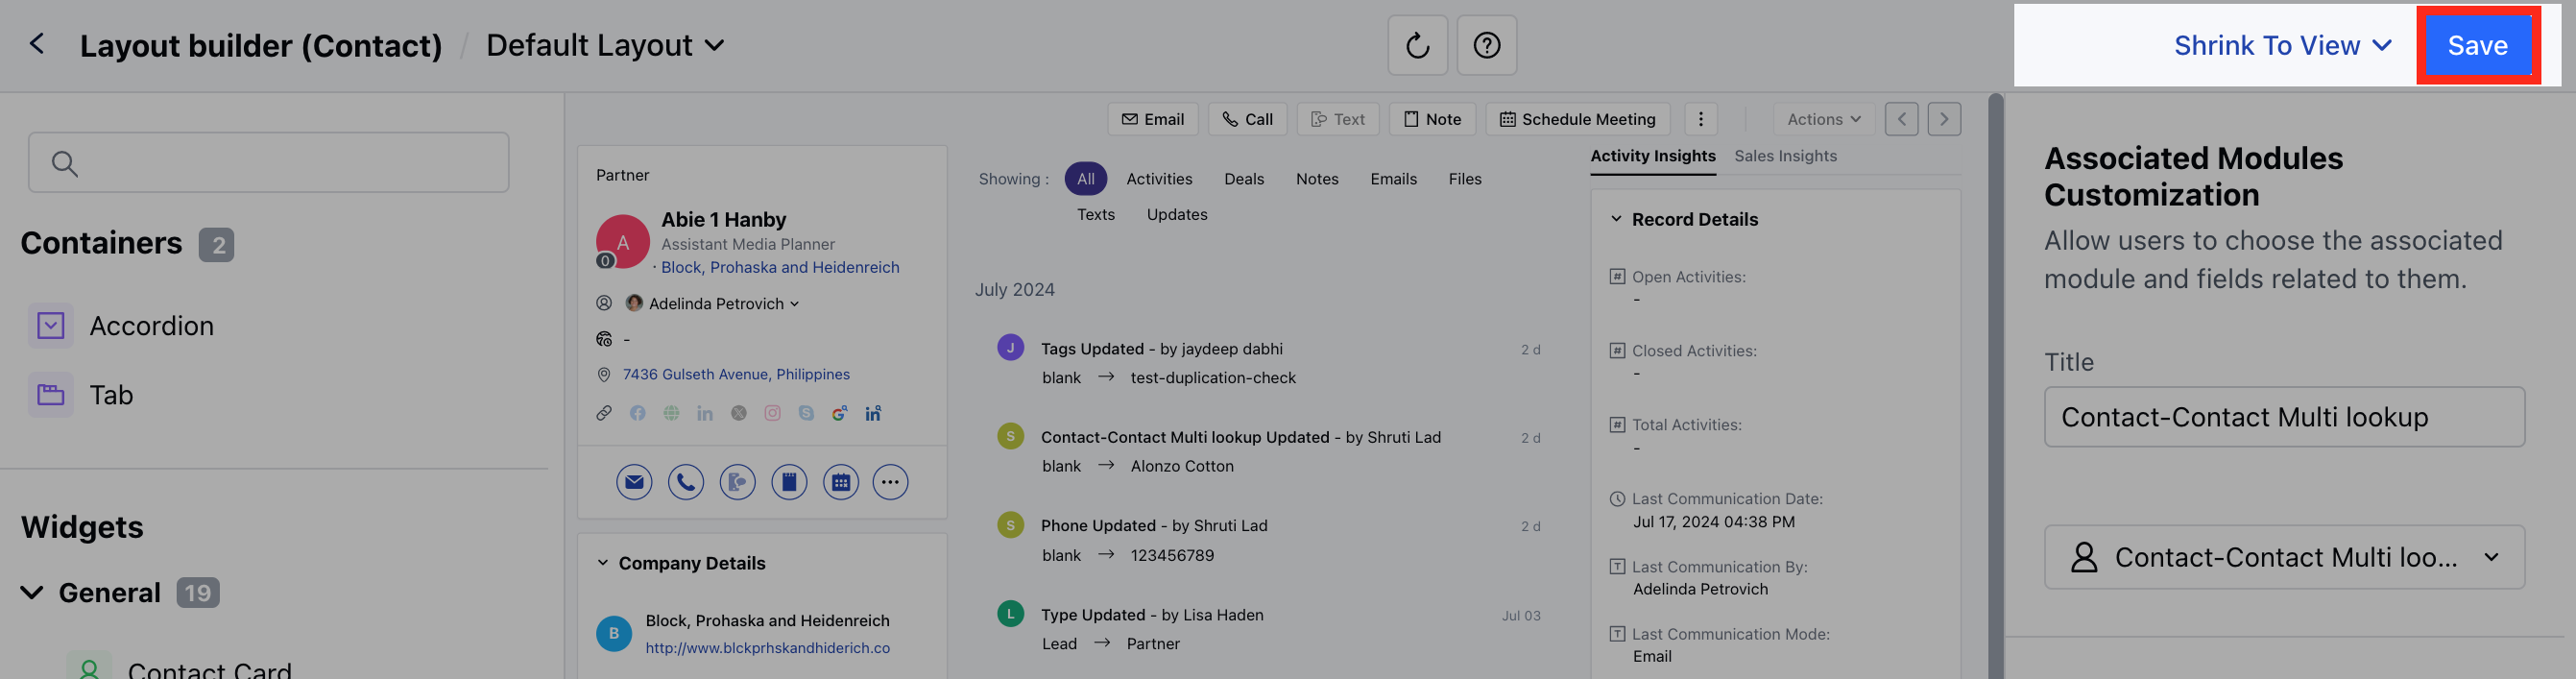 Layout builder (Contact) / Default Layout
Shrink To View
Save
Containers 2
Accordion
Tab
Widgets
General 19
Contact Card
Email
Call
Text
Note
Schedule Meeting
Actions
Partner
A
0
Abie 1 Hanby
Assistant Media Planner
· Block, Prohaska and Heidenreich
Adelinda Petrovich
-
7436 Gulseth Avenue, Philippines
Company Details
B
Block, Prohaska and Heidenreich
http://www.blckprhskandhiderich.co
Showing : All Activities Deals Notes Emails Files
Texts Updates
July 2024
J
Tags Updated - by jaydeep dabhi 2 d
blank → test-duplication-check
S
Contact-Contact Multi lookup Updated - by Shruti Lad 2 d
blank → Alonzo Cotton
S
Phone Updated - by Shruti Lad 2 d
blank → 123456789
L
Type Updated - by Lisa Haden Jul 03
Lead → Partner
Activity Insights Sales Insights
Record Details
Open Activities:
-
Closed Activities:
-
Total Activities:
-
Last Communication Date:
Jul 17, 2024 04:38 PM
Last Communication By:
Adelinda Petrovich
Last Communication Mode:
Email
Associated Modules
Customization
Allow users to choose the associated
module and fields related to them.
Title
Contact-Contact Multi lookup
Contact-Contact Multi loo...